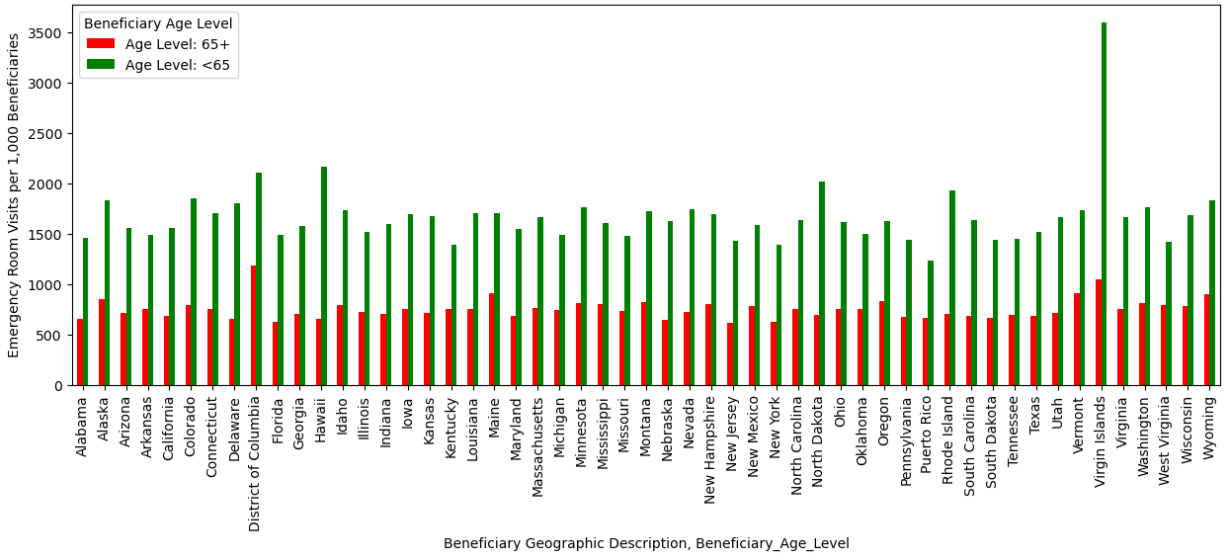 Beneficiary Age Level
Age Level: 65+
Age Level: <65
Emergency Room Visits per 1,000 Beneficiaries
3500
3000
2500
2000
1500
1000
500
0
Alabama
Alaska
Arizona
Arkansas
California
Colorado
Connecticut
Delaware
District of Columbia
Florida
Georgia
Hawaii
Idaho
Illinois
Indiana
Iowa
Kansas
Kentucky
Louisiana
Maine
Maryland
Massachusetts
Michigan
Minnesota
Mississippi
Missouri
Montana
Nebraska
Nevada
New Hampshire
New Jersey
New Mexico
New York
North Carolina
North Dakota
Ohio
Oklahoma
Oregon
Pennsylvania
Puerto Rico
Rhode Island
South Carolina
South Dakota
Tennessee
Texas
Utah
Vermont
Virgin Islands
Virginia
Washington
West Virginia
Wisconsin
Wyoming
Beneficiary Geographic Description, Beneficiary_Age_Level